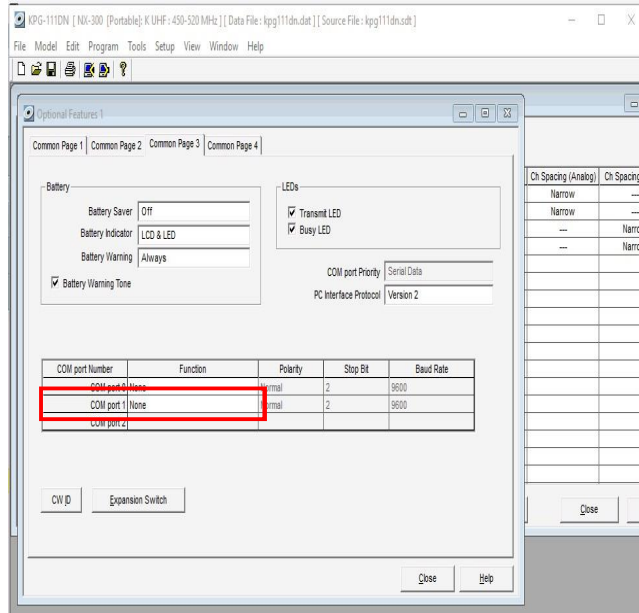 KPG-111DN [ NX-300 [Portable]: K UHF : 450-520 MHz ] [ Data File : kpg111dn.dat ] [ Source File : kpg111dn.sdt ]
File Model Edit Program Tools Setup View Window Help
Optional Features 1
Common Page 1 Common Page 2 Common Page 3 Common Page 4
Battery
Battery Saver Off
Battery Indicator LCD & LED
Battery Warning Always
Battery Warning Tone
LEDs
Transmit LED
Busy LED
COM port Priority Serial Data
PC Interface Protocol Version 2
COM port Number Function Polarity Stop Bit Baud Rate
COM port 0 None Normal 2 9600
COM port 1 None Normal 2 9600
COM port 2
CW ID Expansion Switch
Close Help
Ch Spacing (Analog) Ch Spacing
Narrow ---
Narrow ---
--- Narro
--- Narro
Close